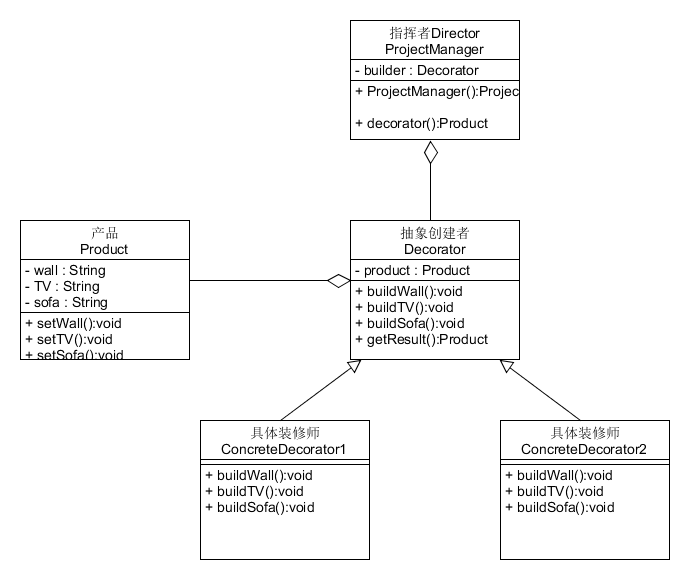 指挥者Director
ProjectManager
- builder : Decorator
+ ProjectManager():Projec
+ decorator():Product
产品
Product
- wall : String
- TV : String
- sofa : String
+ setWall():void
+ setTV():void
+ setSofa():void
抽象创建者
Decorator
- product : Product
+ buildWall():void
+ buildTV():void
+ buildSofa():void
+ getResult():Product
具体装修师
ConcreteDecorator1
+ buildWall():void
+ buildTV():void
+ buildSofa():void
具体装修师
ConcreteDecorator2
+ buildWall():void
+ buildTV():void
+ buildSofa():void